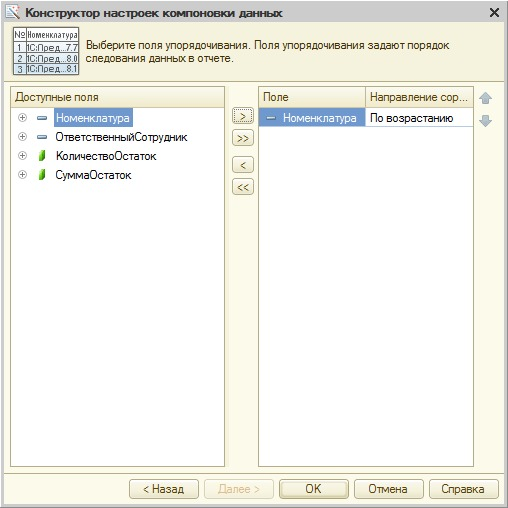 Конструктор настроек компоновки данных
№ Номенклатура
1 1С:Пред...7.7
2 1С:Пред...8.0
3 1С:Пред...8.1
Выберите поля упорядочивания. Поля упорядочивания задают порядок
следования данных в отчете.
Доступные поля
Номенклатура
ОтветственныйСотрудник
КоличествоОстаток
СуммаОстаток
>
>>
<
<<
Поле Направление сор...
Номенклатура По возрастанию
< Назад Далее > OK Отмена Справка